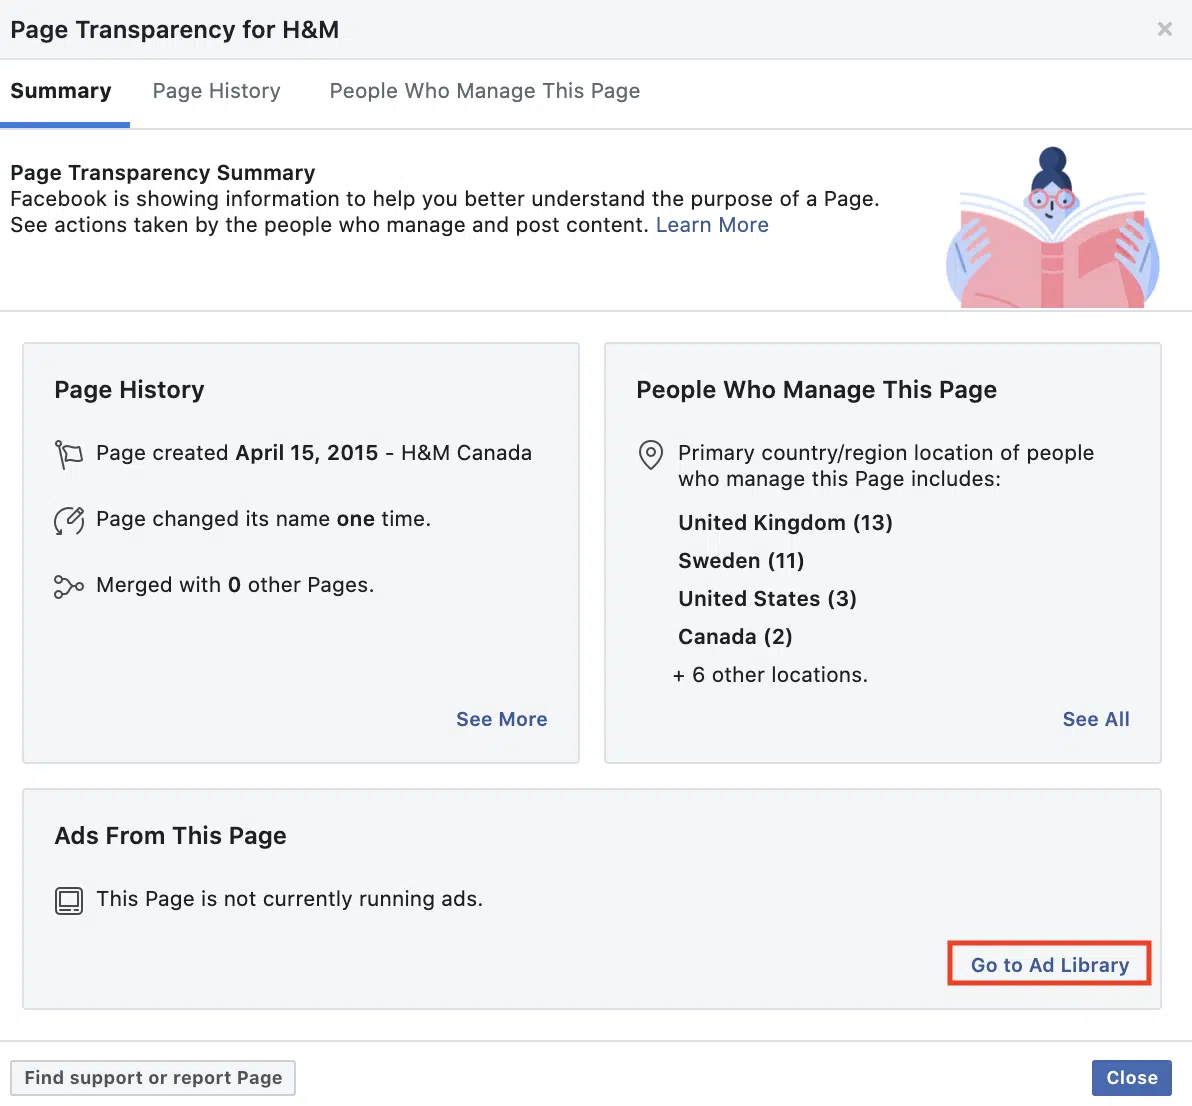 Page Transparency for H&M
Summary
Page History
People Who Manage This Page
Page Transparency Summary
Facebook is showing information to help you better understand the purpose of a Page.
See actions taken by the people who manage and post content. Learn More
Page History
Page created April 15, 2015 - H&M Canada
Page changed its name one time.
Merged with 0 other Pages.
See More
People Who Manage This Page
Primary country/region location of people
who manage this Page includes:
United Kingdom (13)
Sweden (11)
United States (3)
Canada (2)
+ 6 other locations.
See All
Ads From This Page
This Page is not currently running ads.
Go to Ad Library
Find support or report Page
Close